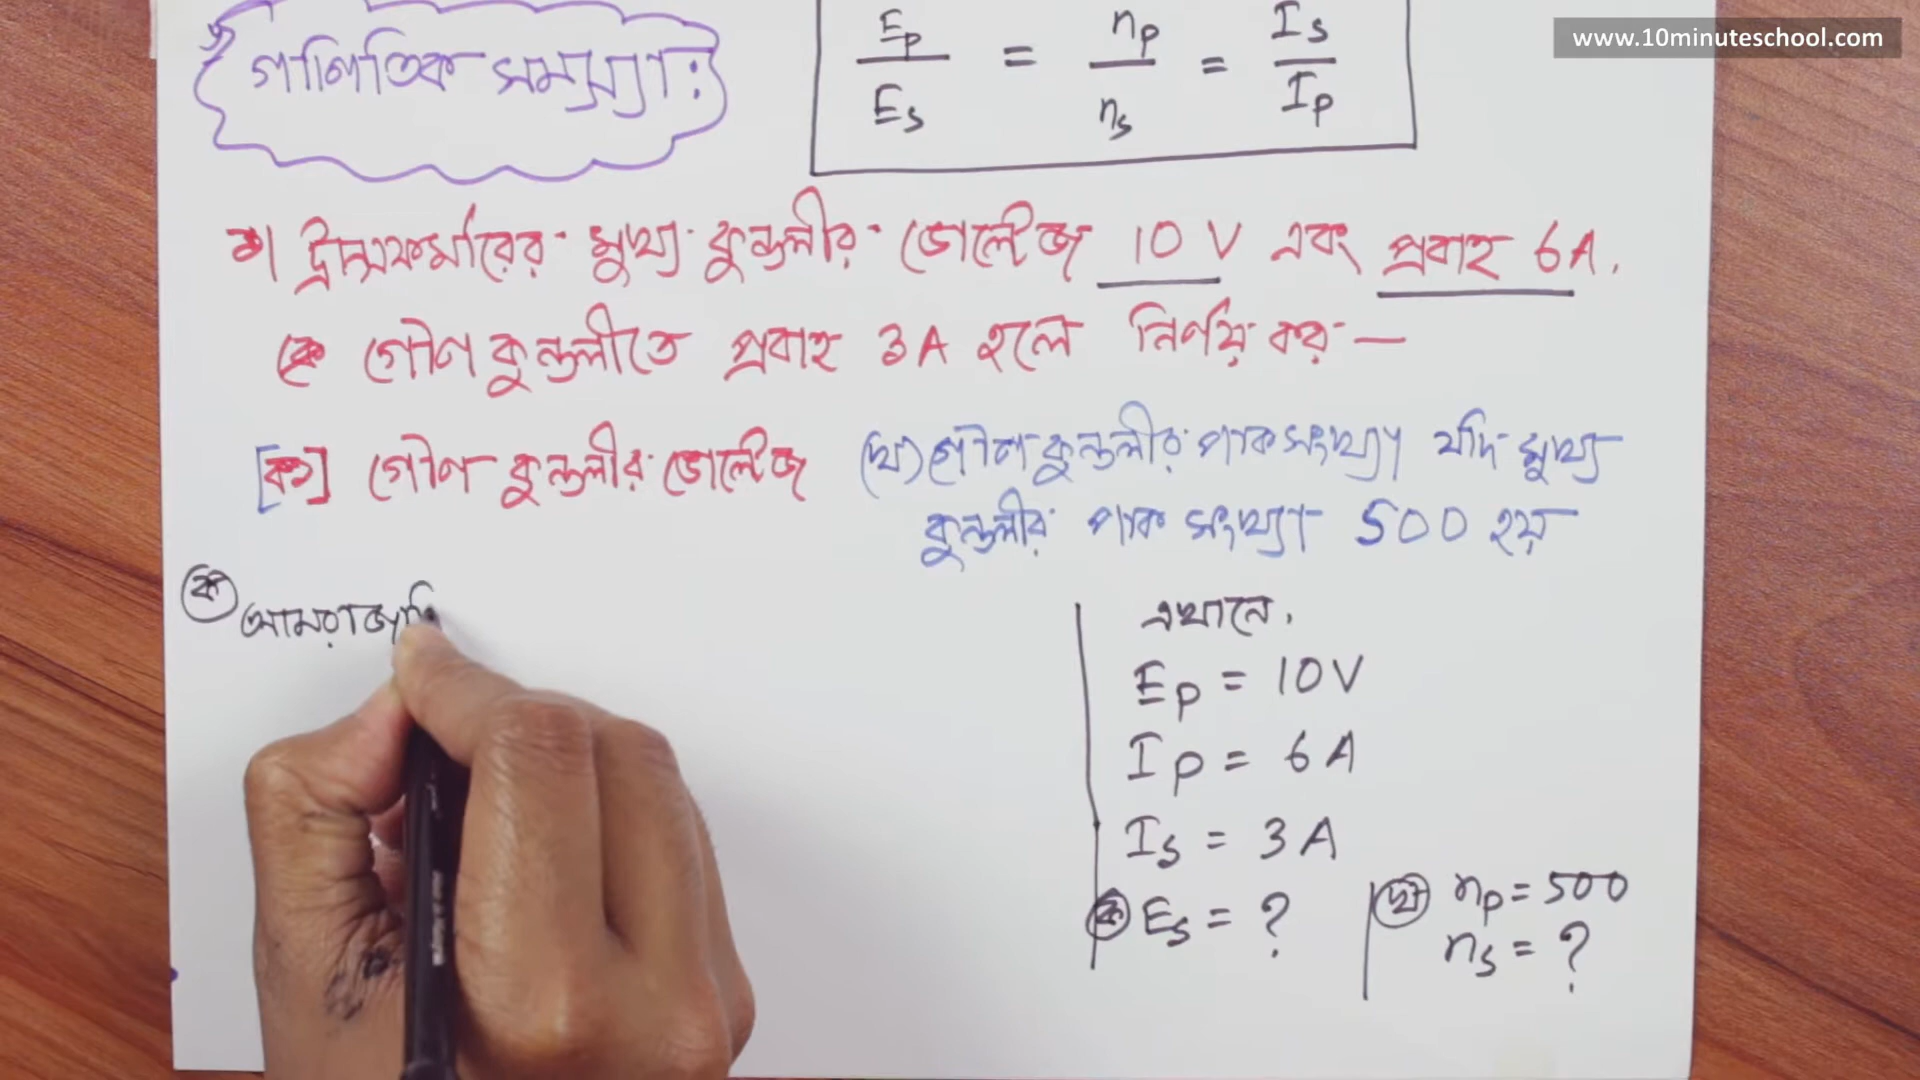 www.10minuteschool.com
গাণিতিক সমস্যা:
Ep/Es = np/ns = Is/Ip
ট্রান্সফর্মারের মুখ্য কুন্ডলীর ভোল্টেজ 10 V এবং প্রবাহ 6A.
গৌণ কুন্ডলীতে প্রবাহ 3A হলে নির্ণয় কর —
[ক] গৌণ কুন্ডলীর ভোল্টেজ
(খ) গৌণ কুন্ডলীর পাকসংখ্যা যদি মুখ্য
কুন্ডলীর পাক সংখ্যা 500 হয়
ক আমরা জানি
এখানে,
Ep = 10V
Ip = 6A
Is = 3A
ক Es = ?
খ np = 500
ns = ?